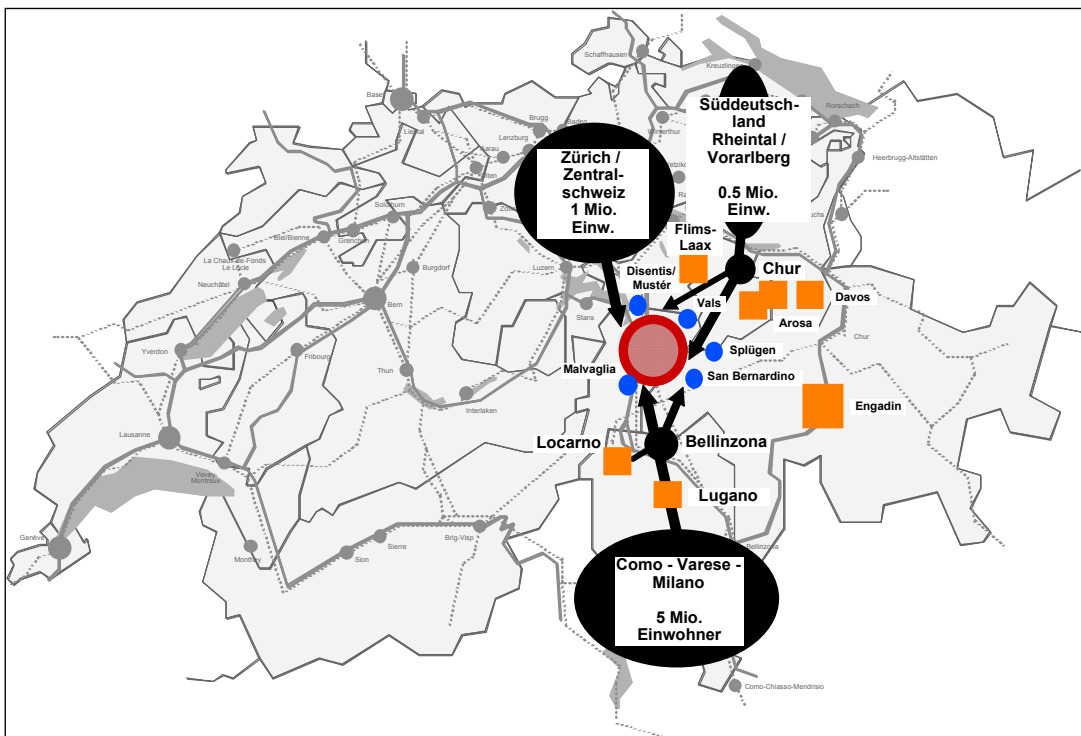 Schaffhausen
Kreuzlingen
Basel
Liestal
Brugg
Baden
Lenzburg
Aarau
Olten
Winterthur
Rorschach
Heerbrugg-Altstätten
Süddeutsch-
land
Rheintal /
Vorarlberg
0.5 Mio.
Einw.
Zürich /
Zentral-
schweiz
1 Mio.
Einw.
Solothurn
Biel/Bienne
Grenchen
La Chaux-de-Fonds
Le Locle
Neuchâtel
Burgdorf
Bern
Luzern
Stans
Flims-
Laax
Disentis/
Mustér
Chur
Vals
Davos
Arosa
Chur
Splügen
San Bernardino
Malvaglia
Engadin
Yverdon
Fribourg
Thun
Interlaken
Lausanne
Vevey-
Montreux
Locarno
Bellinzona
Lugano
Genève
Monthey
Sion
Sierre
Brig-Visp
Bellinzona
Como - Varese -
Milano
5 Mio.
Einwohner
Como-Chiasso-Mendrisio